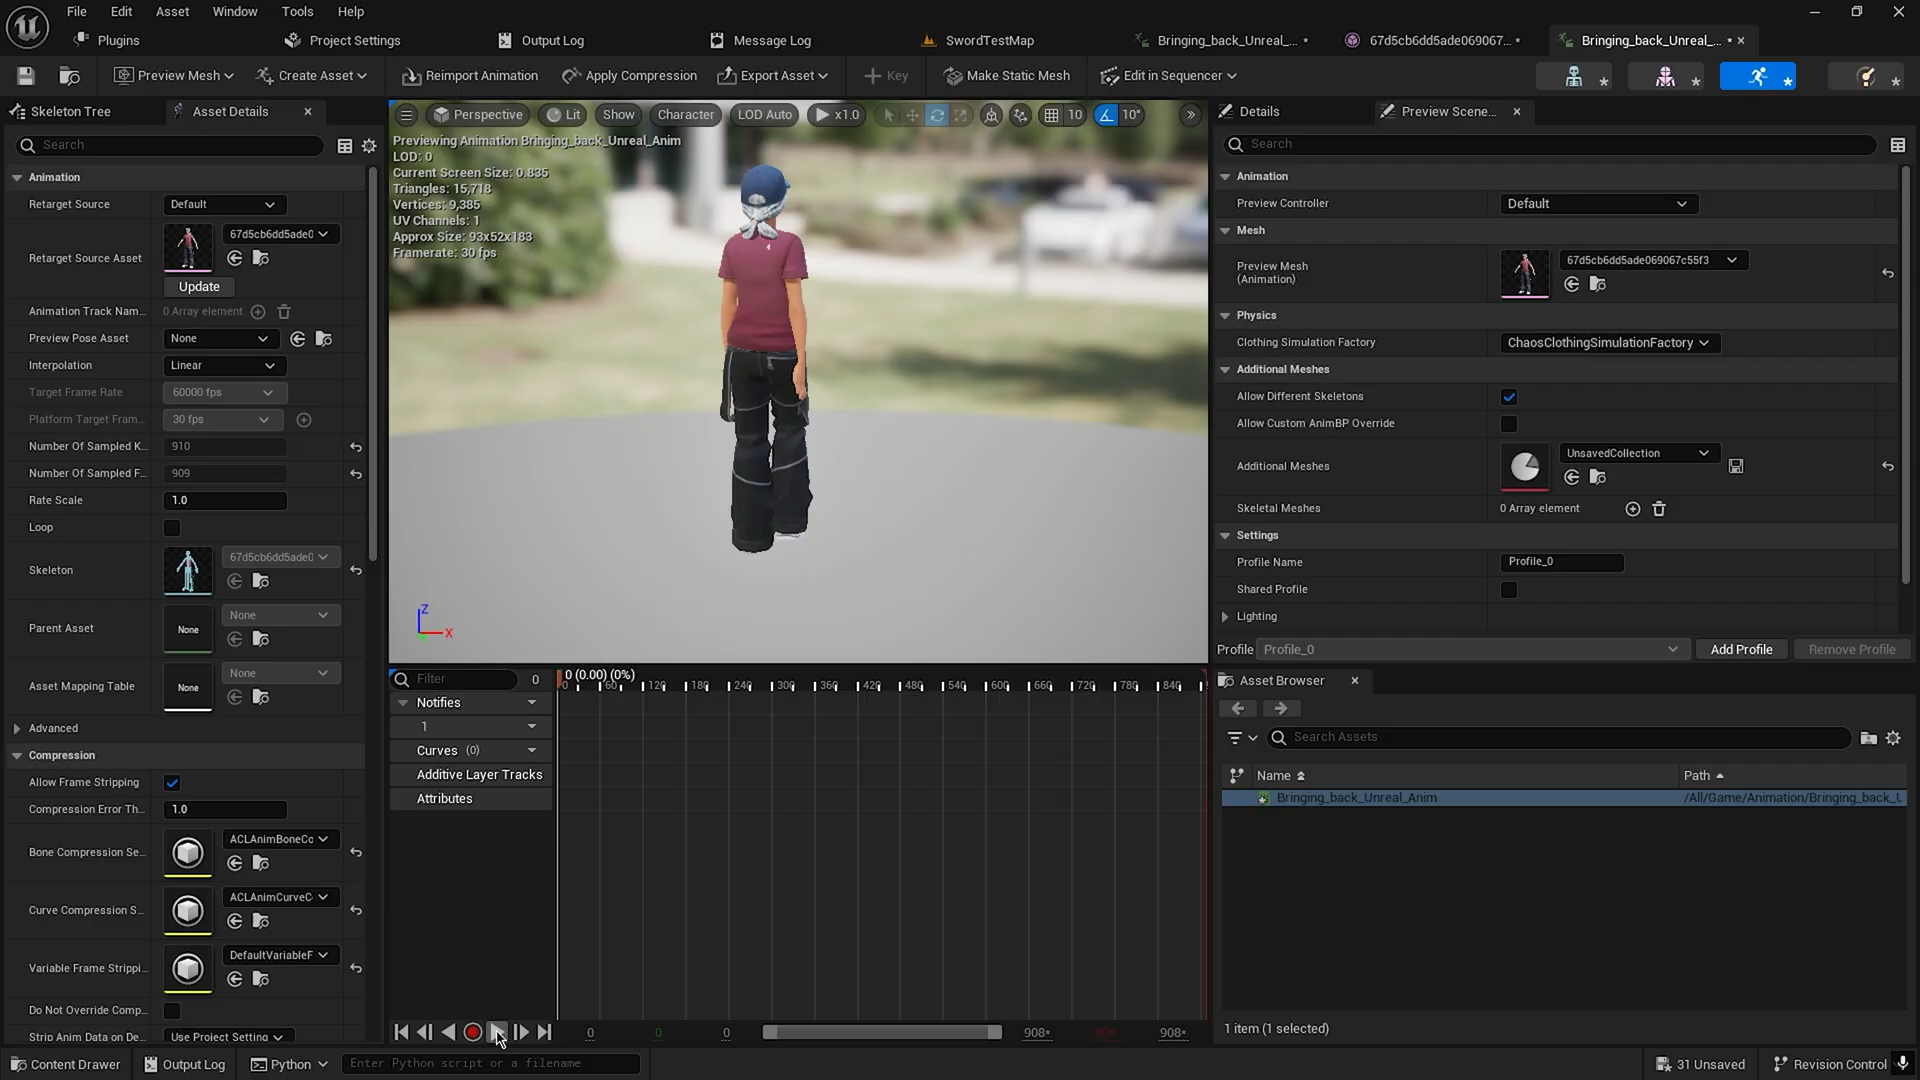 File Edit Asset Window Tools Help
Plugins Project Settings Output Log Message Log SwordTestMap Bringing_back_Unreal_... * 67d5cb6dd5ade069067... * Bringing_back_Unreal_... *
Preview Mesh Create Asset Reimport Animation Apply Compression Export Asset Key Make Static Mesh Edit in Sequencer
Skeleton Tree Asset Details
Search
Animation
Retarget Source Default
Retarget Source Asset 67d5cb6dd5ade0
Update
Animation Track Nam... 0 Array element
Preview Pose Asset None
Interpolation Linear
Target Frame Rate 60000 fps
Platform Target Fram... 30 fps
Number Of Sampled K... 910
Number Of Sampled F... 909
Rate Scale 1.0
Loop
Skeleton 67d5cb6dd5ade0
Parent Asset None None
Asset Mapping Table None None
Advanced
Compression
Allow Frame Stripping
Compression Error Th... 1.0
Bone Compression Se... ACLAnimBoneCo
Curve Compression S... ACLAnimCurveC
Variable Frame Strippi... DefaultVariableF
Do Not Override Comp...
Strip Anim Data on De... Use Project Setting
Perspective Lit Show Character LOD Auto x1.0 10 10°
Previewing Animation Bringing_back_Unreal_Anim
LOD: 0
Current Screen Size: 0.835
Triangles: 15,718
Vertices: 9,385
UV Channels: 1
Approx Size: 93x52x183
Framerate: 30 fps
Z
X
Filter 0 0 (0.00) (0%)
0 60 120 180 240 300 360 420 480 540 600 660 720 780 840
Notifies
1
Curves (0)
Additive Layer Tracks
Attributes
0 0 0 908* 909 908*
Details Preview Scene...
Search
Animation
Preview Controller Default
Mesh
Preview Mesh
(Animation) 67d5cb6dd5ade069067c55f3
Physics
Clothing Simulation Factory ChaosClothingSimulationFactory
Additional Meshes
Allow Different Skeletons
Allow Custom AnimBP Override
Additional Meshes UnsavedCollection
Skeletal Meshes 0 Array element
Settings
Profile Name Profile_0
Shared Profile
Lighting
Profile Profile_0 Add Profile Remove Profile
Asset Browser
Search Assets
Name Path
Bringing_back_Unreal_Anim /All/Game/Animation/Bringing_back_U
1 item (1 selected)
Content Drawer Output Log Python Enter Python script or a filename 31 Unsaved Revision Control